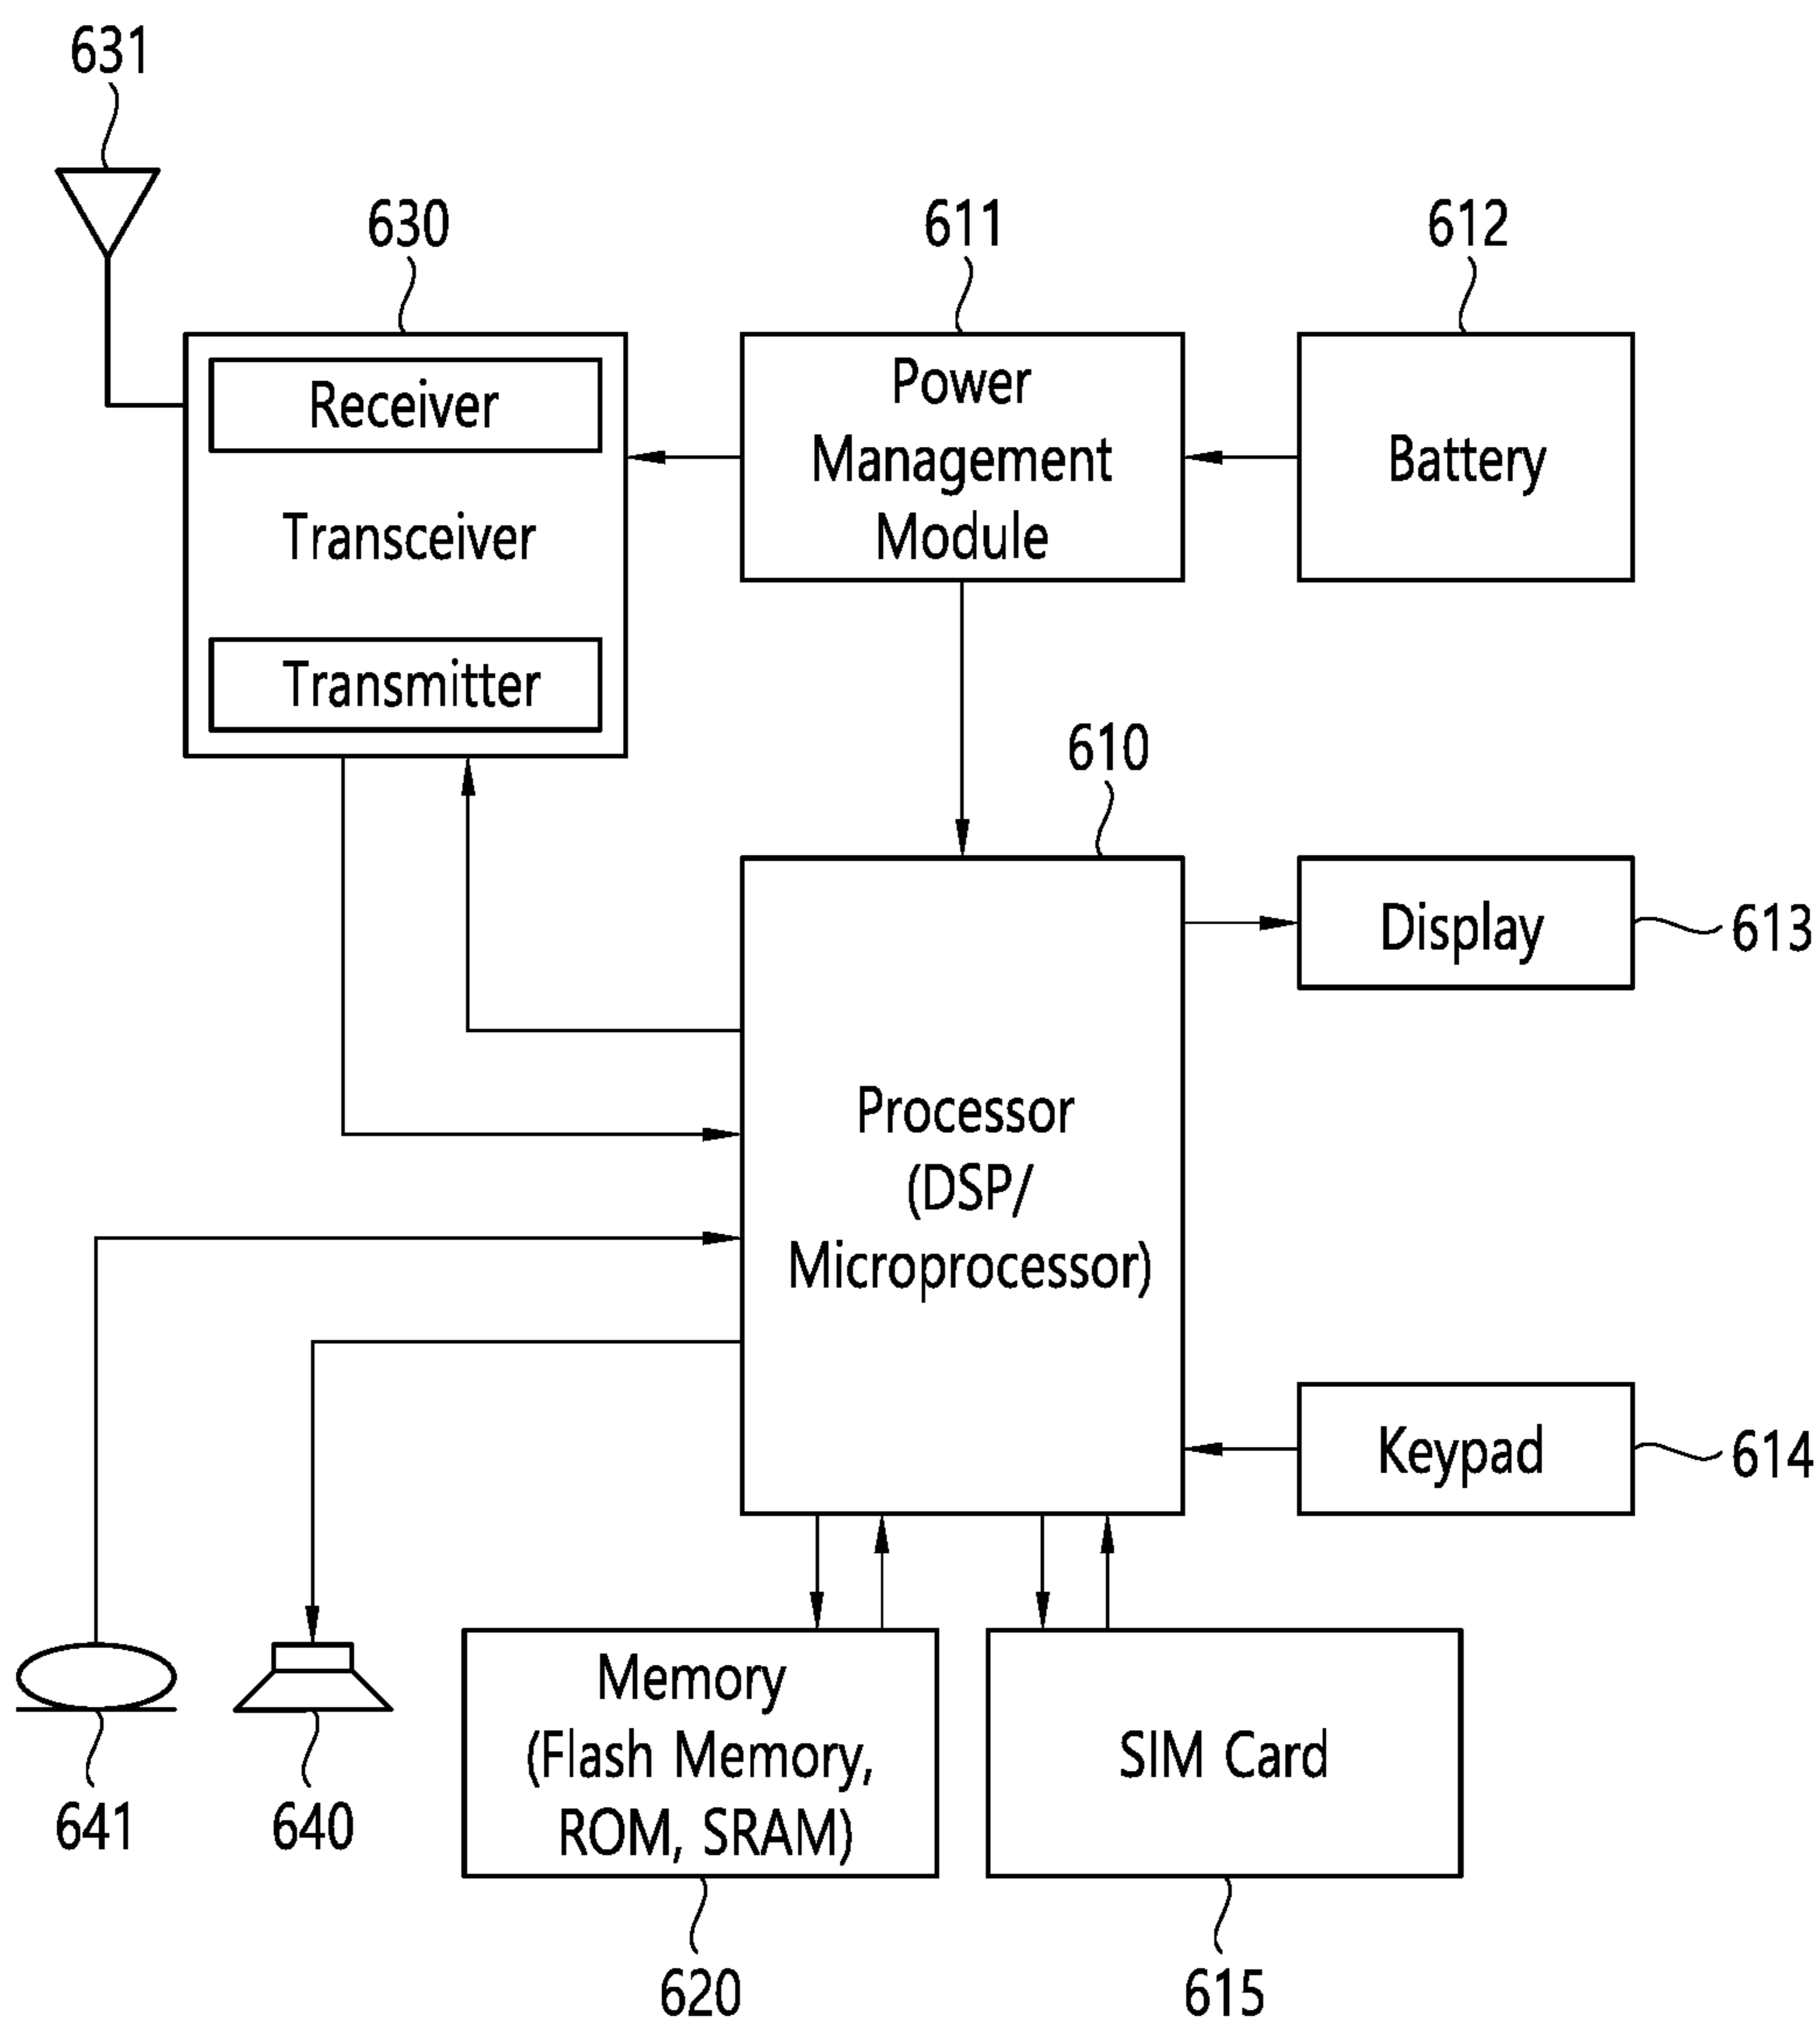 631
630
611
612
Receiver
Transceiver
Transmitter
Power
Management
Module
Battery
610
Processor
(DSP/
Microprocessor)
Display
613
Keypad
614
641
640
Memory
(Flash Memory,
ROM, SRAM)
SIM Card
620
615